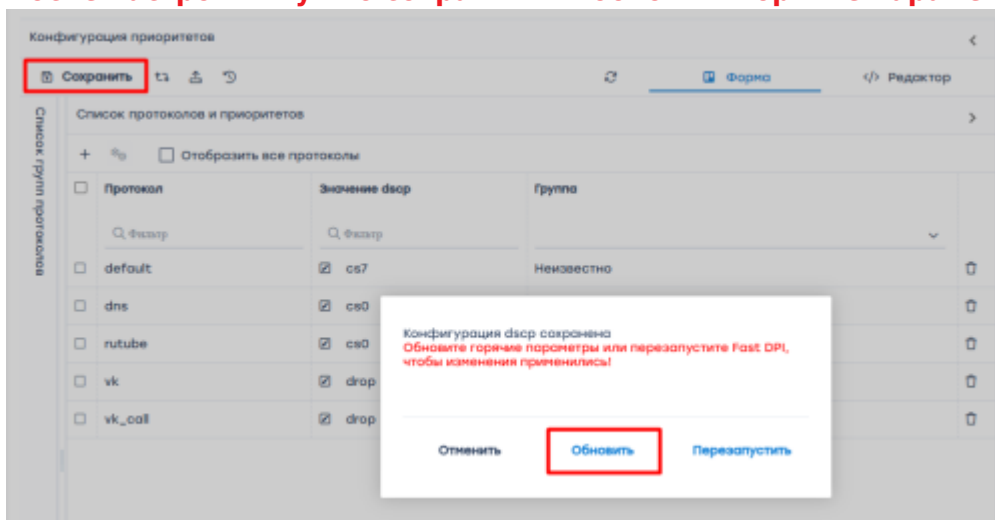 Конфигурация приоритетов
Сохранить
Форма
</> Редактор
Список групп протоколов
Список протоколов и приоритетов
Отобразить все протоколы
Протокол Значение dscp Группа
Фильтр Фильтр
default cs7 Неизвестно
dns cs0
rutube cs0
vk drop
vk_call drop
Конфигурация dscp сохранена
Обновите горячие параметры или перезапустите Fast DPI,
чтобы изменения применились!
Отменить Обновить Перезапустить